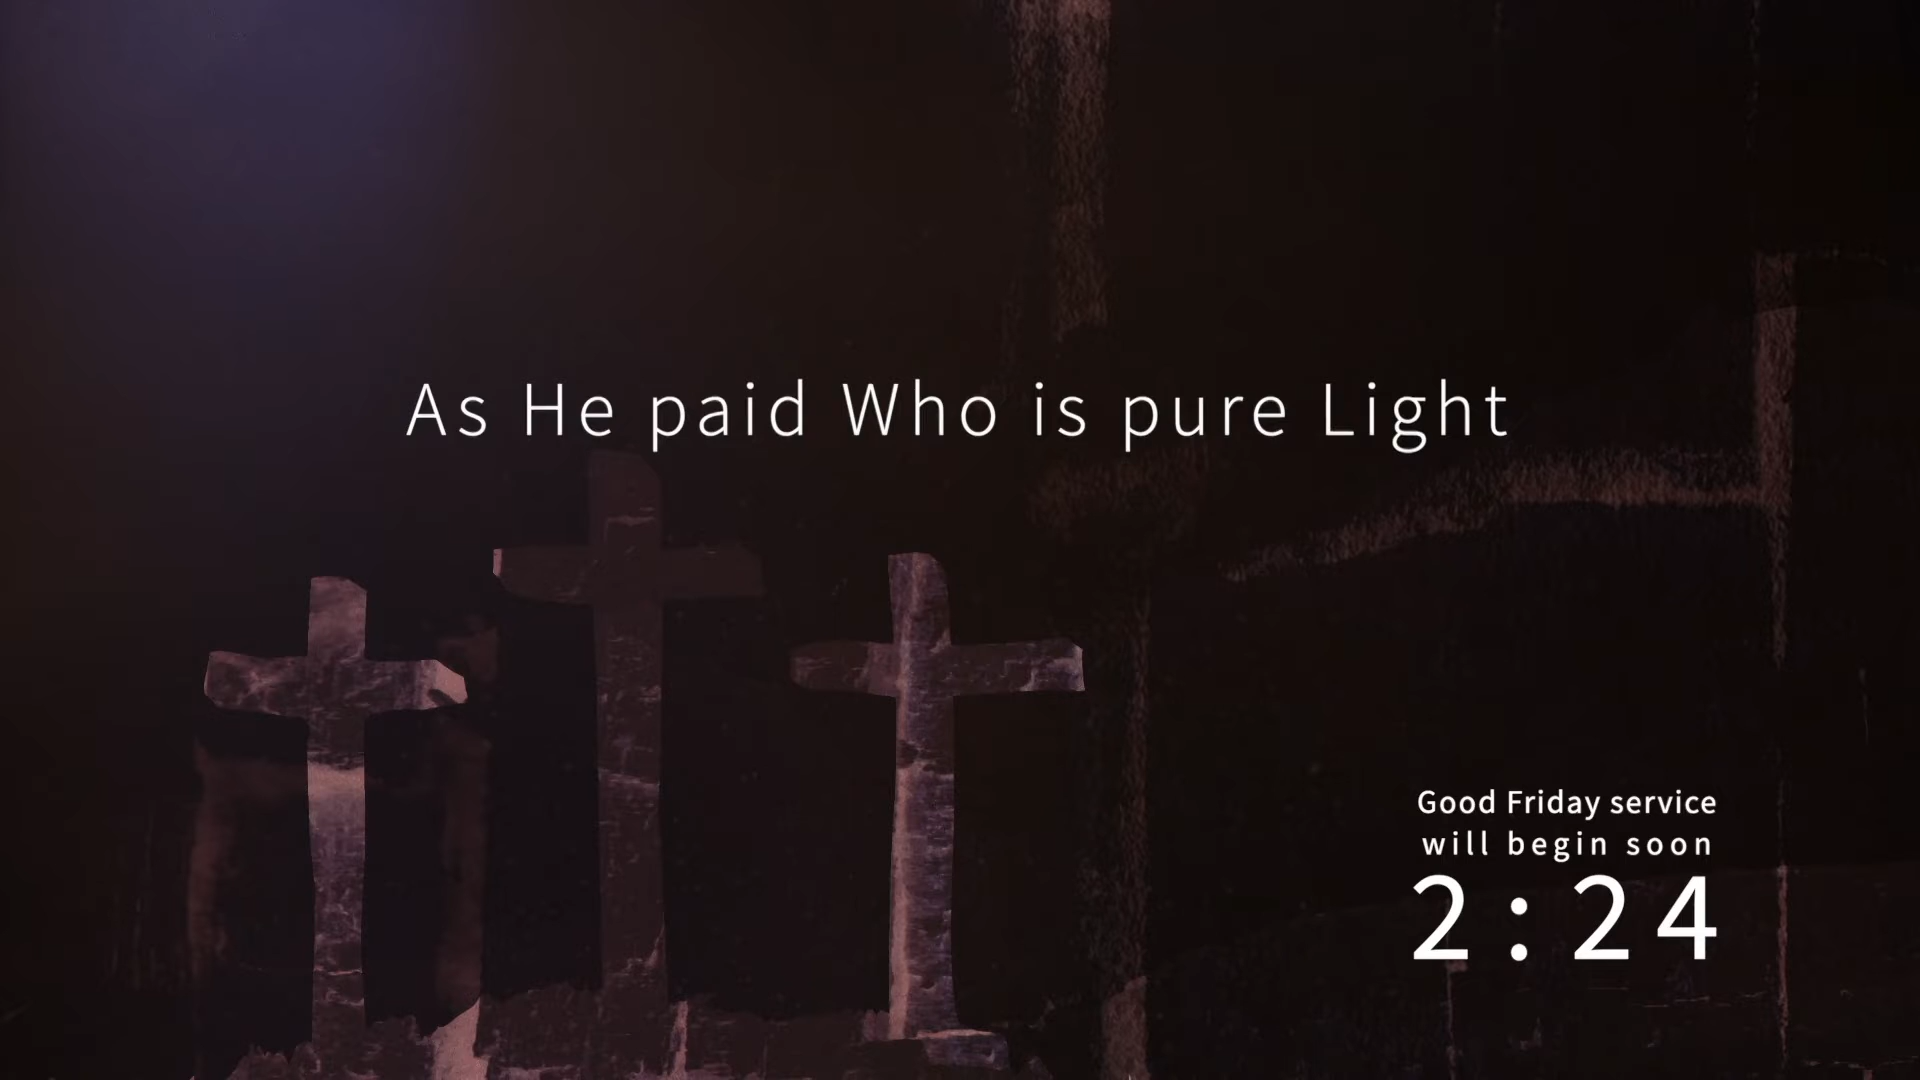 As He paid Who is pure Light
Good Friday service
will begin soon
2:24